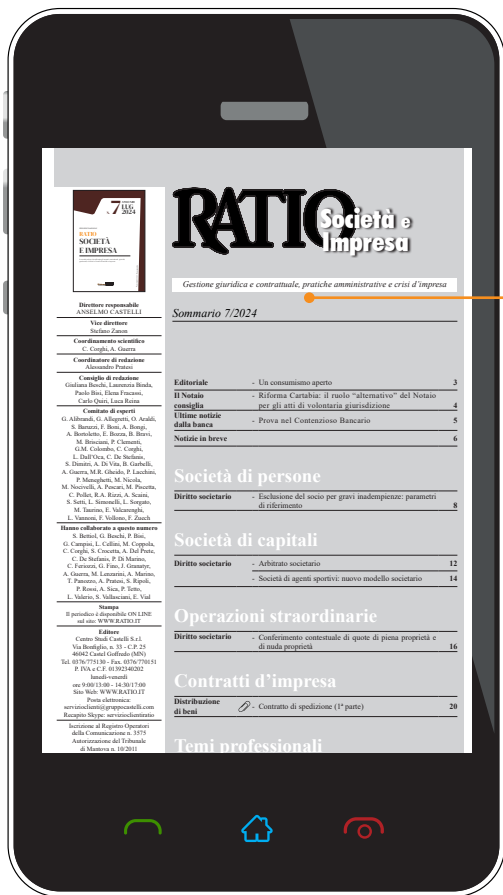 N. 7 LUG
2024
RATIO
SOCIETÀ
E IMPRESA
Direttore responsabile
ANSELMO CASTELLI
Vice direttore
Stefano Zanon
Coordinamento scientifico
C. Corghi, A. Guerra
Coordinatore di redazione
Alessandro Pratesi
Consiglio di redazione
Giuliana Beschi, Laurenzia Binda,
Paolo Bisi, Elena Fracassi,
Carlo Quiri, Luca Reina
Comitato di esperti
G. Alibrandi, G. Allegretti, O. Araldi,
S. Baruzzi, F. Boni, A. Bongi,
A. Bortoletto, E. Bozza, B. Bravi,
M. Brisciani, P. Clementi,
G.M. Colombo, C. Corghi,
L. Dall'Oca, C. De Stefanis,
S. Dimitri, A. Di Vita, B. Garbelli,
A. Guerra, M.R. Gheido, P. Lacchini,
P. Meneghetti, M. Nicola,
M. Nocivelli, A. Pescari, M. Piscetta,
C. Pollet, R.A. Rizzi, A. Scaini,
S. Setti, L. Simonelli, L. Sorgato,
M. Taurino, E. Valcarenghi,
L. Vannoni, F. Vollono, F. Zuech
Hanno collaborato a questo numero
S. Bettiol, G. Beschi, P. Bisi,
G. Campisi, L. Cellini, M. Coppola,
C. Corghi, S. Crocetta, A. Del Prete,
C. De Stefanis, P. Di Marino,
C. Feriozzi, G. Fino, J. Granatyr,
A. Guerra, M. Lenzarini, A. Marino,
T. Panozzo, A. Pratesi, S. Ripoli,
P. Rossi, A. Sica, P. Tetto,
L. Valerio, S. Vallasciani, E. Vial
Stampa
Il periodico è disponibile ON LINE
sul sito: WWW.RATIO.IT
Editore
Centro Studi Castelli S.r.l.
Via Bonfiglio, n. 33 - C.P. 25
46042 Castel Goffredo (MN)
Tel. 0376/775130 - Fax. 0376/770151
P. IVA e C.F. 01392340202
lunedì-venerdì
ore 9:00/13:00 - 14:30/17:00
Sito Web: WWW.RATIO.IT
Posta elettronica:
servizioclienti@gruppocastelli.com
Recapito Skype: servizioclientiratio
Iscrizione al Registro Operatori
della Comunicazione n. 3575
Autorizzazione del Tribunale
di Mantova n. 10/2011
RATIO Società e
Impresa
Gestione giuridica e contrattuale, pratiche amministrative e crisi d'impresa
Sommario 7/2024
Editoriale - Un consumismo aperto 3
Il Notaio - Riforma Cartabia: il ruolo "alternativo" del Notaio
consiglia per gli atti di volontaria giurisdizione 4
Ultime notizie
dalla banca - Prova nel Contenzioso Bancario 5
Notizie in breve 6
Società di persone
Diritto societario - Esclusione del socio per gravi inadempienze: parametri
di riferimento 8
Società di capitali
Diritto societario - Arbitrato societario 12
- Società di agenti sportivi: nuovo modello societario 14
Operazioni straordinarie
Diritto societario - Conferimento contestuale di quote di piena proprietà e
di nuda proprietà 16
Contratti d'impresa
Distribuzione
di beni - Contratto di spedizione (1ª parte) 20
Temi professionali